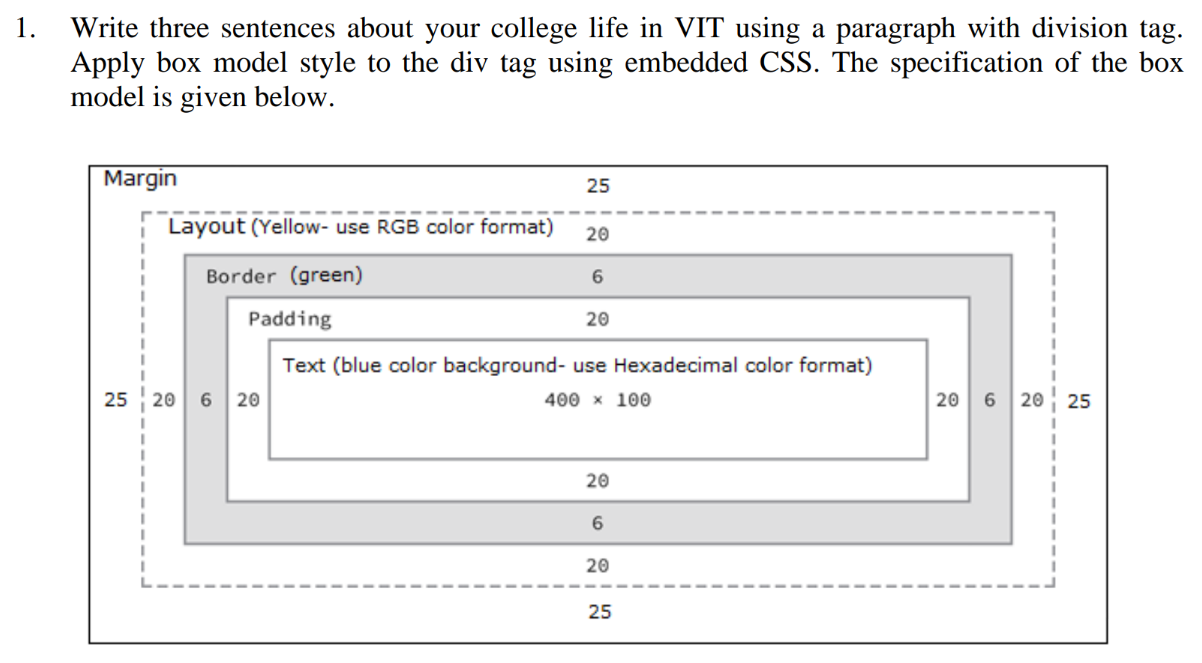 1. Write three sentences about your college life in VIT using a paragraph with division tag.
Apply box model style to the div tag using embedded CSS. The specification of the box
model is given below.
Margin
25
Layout (Yellow- use RGB color format) 20
Border (green) 6
Padding 20
Text (blue color background- use Hexadecimal color format)
25 20 6 20 400 × 100 20 6 20 25
20
6
20
25